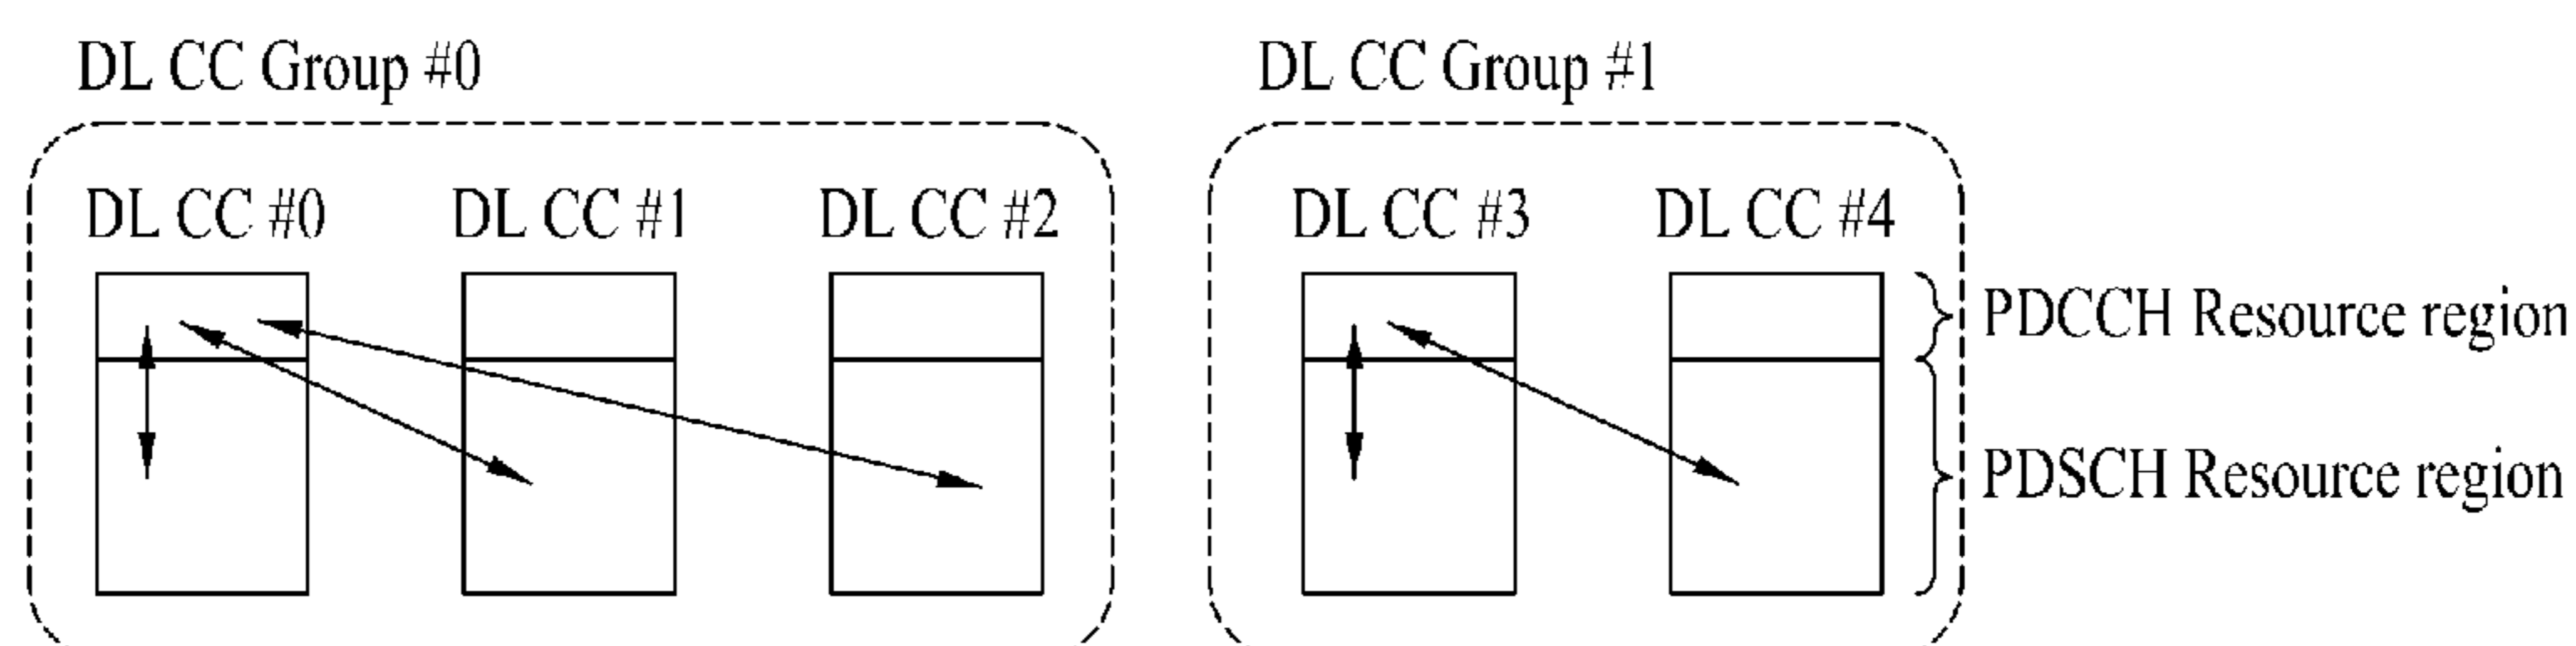 DL CC Group #0 DL CC Group #1
DL CC #0 DL CC #1 DL CC #2 DL CC #3 DL CC #4
PDCCH Resource region
PDSCH Resource region